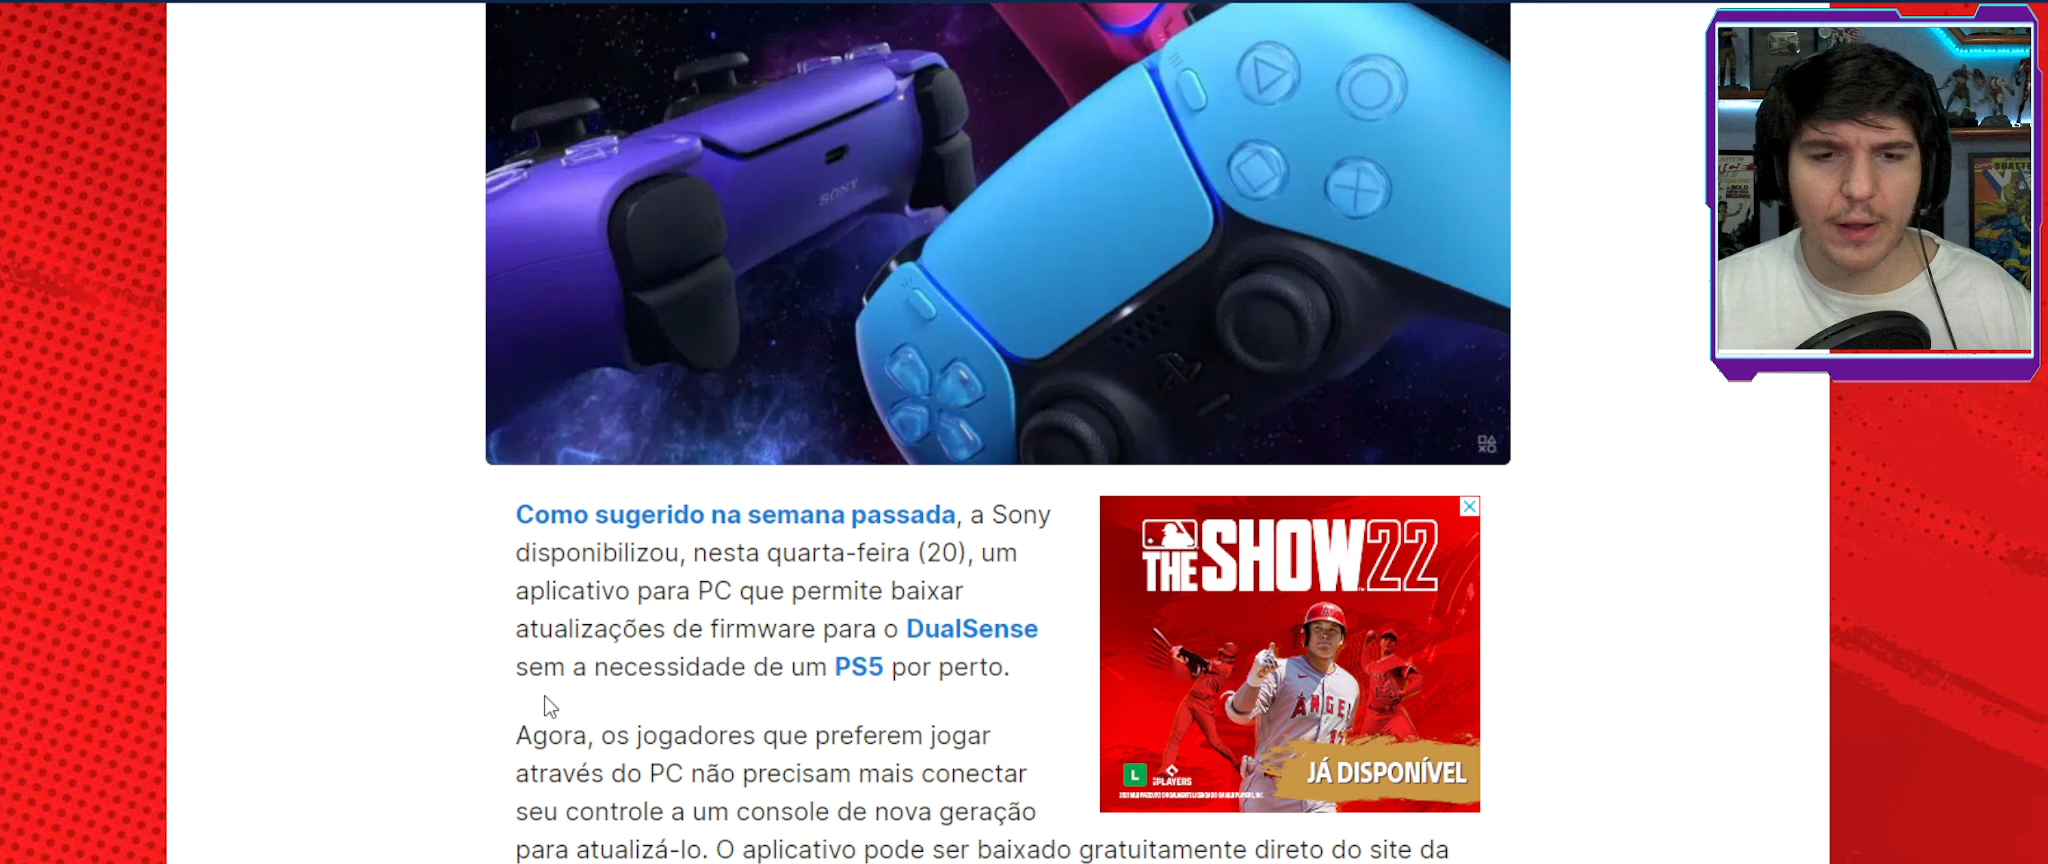 SONY
Como sugerido na semana passada, a Sony
disponibilizou, nesta quarta-feira (20), um
aplicativo para PC que permite baixar
atualizações de firmware para o DualSense
sem a necessidade de um PS5 por perto.
Agora, os jogadores que preferem jogar
através do PC não precisam mais conectar
seu controle a um console de nova geração
para atualizá-lo. O aplicativo pode ser baixado gratuitamente direto do site da
THE SHOW 22
ANGE
JÁ DISPONÍVEL
L
PLAYERS